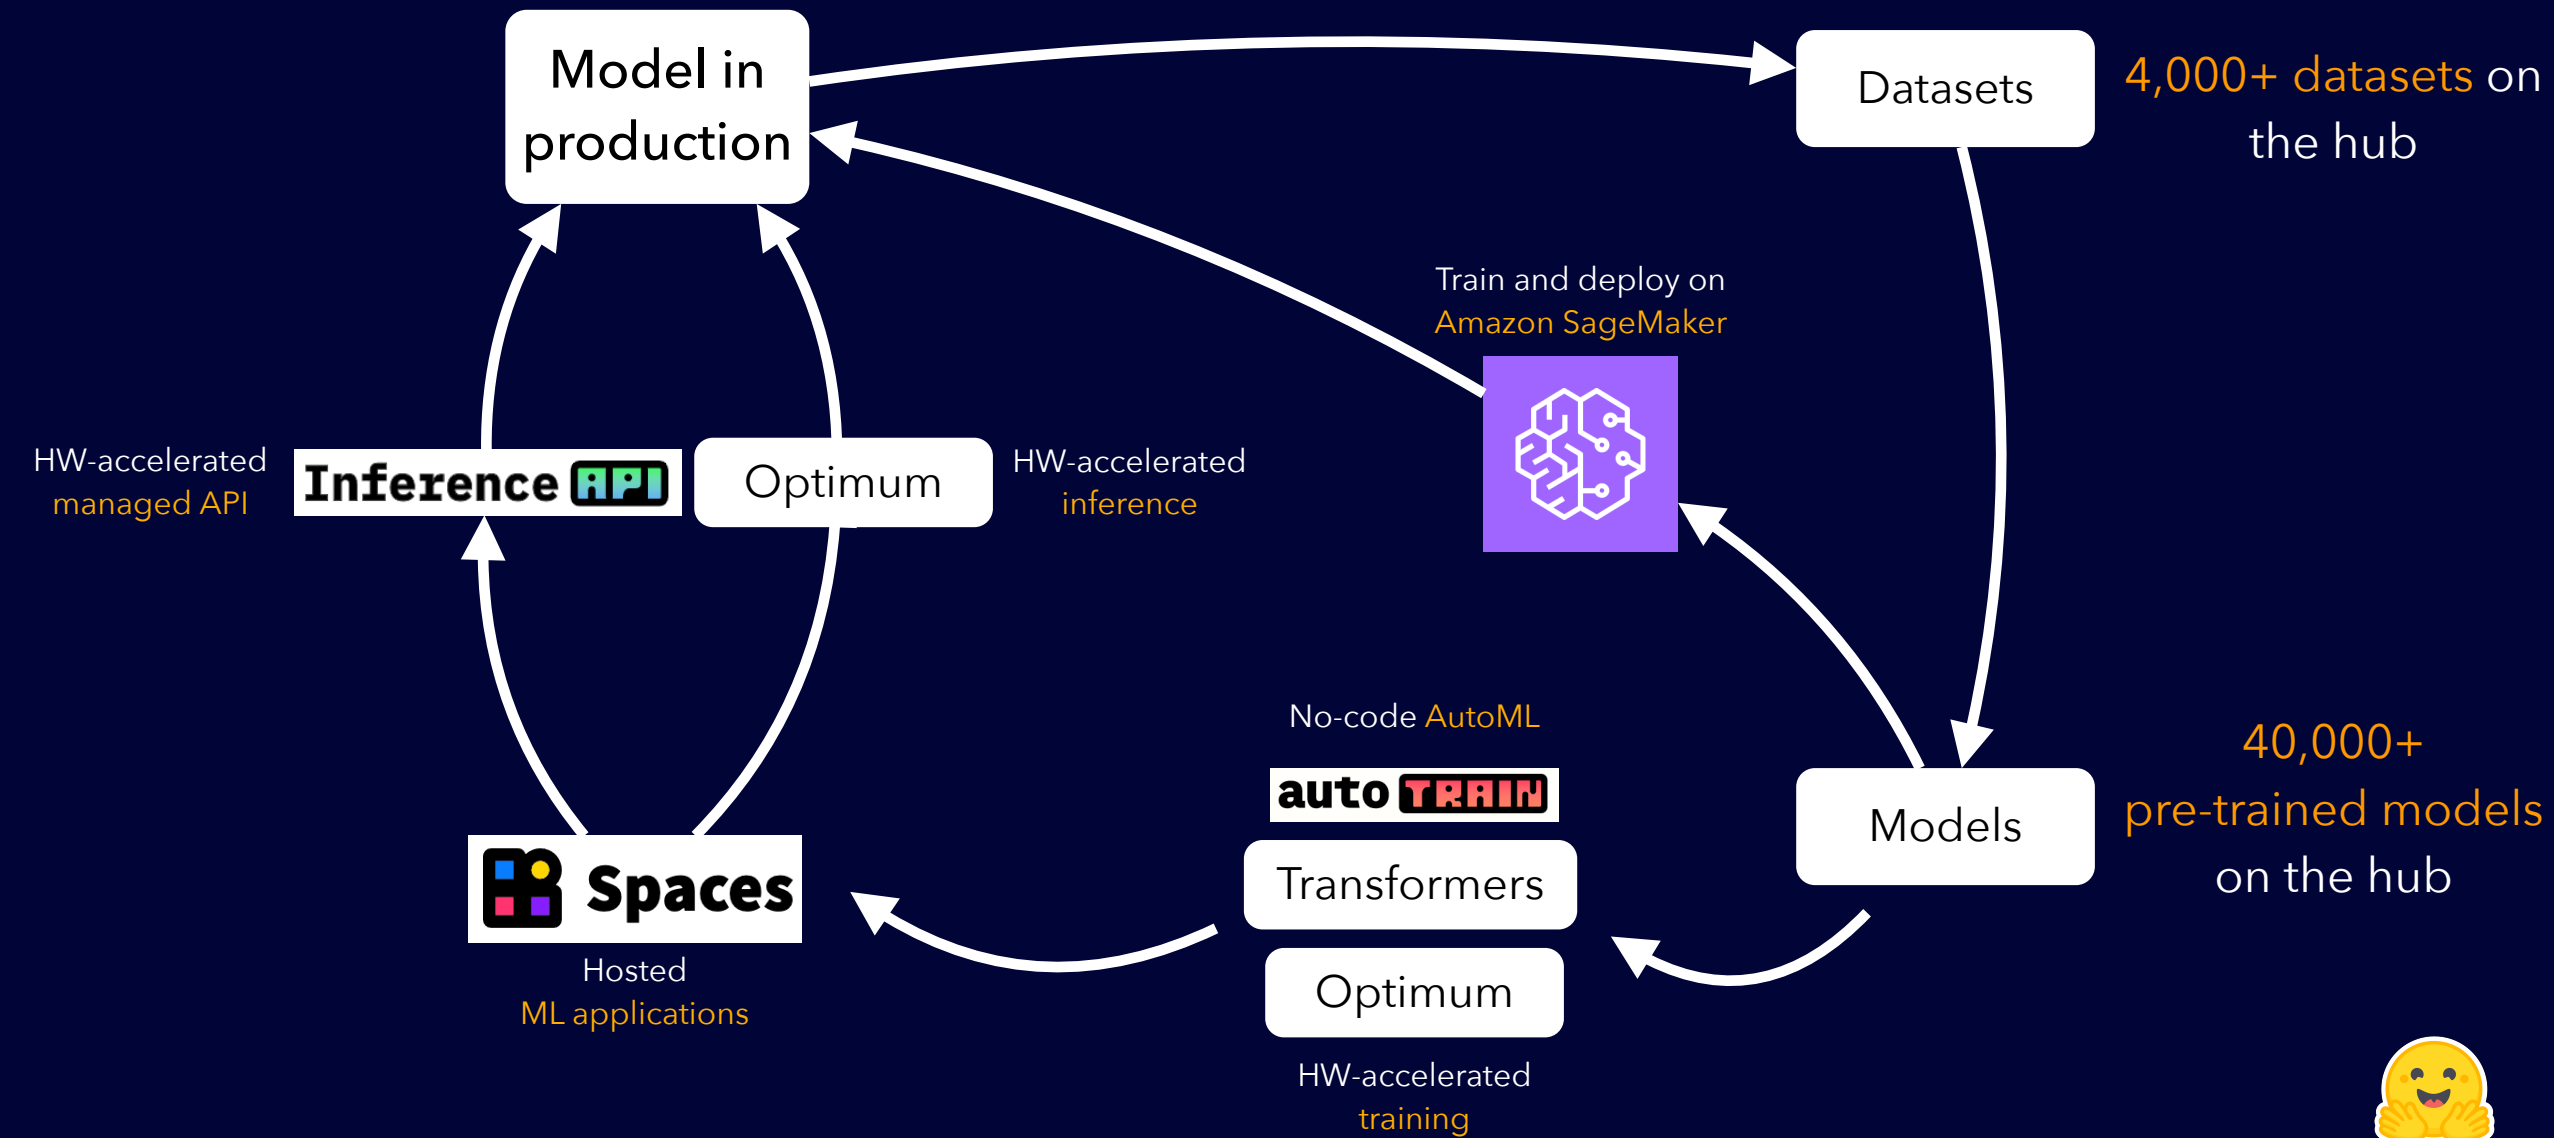 Model in
production
Datasets
4,000+ datasets on
the hub
Train and deploy on
Amazon SageMaker
HW-accelerated
managed API
Inference API
Optimum
HW-accelerated
inference
No-code AutoML
auto TRAIN
Transformers
Optimum
HW-accelerated
training
Models
40,000+
pre-trained models
on the hub
Spaces
Hosted
ML applications